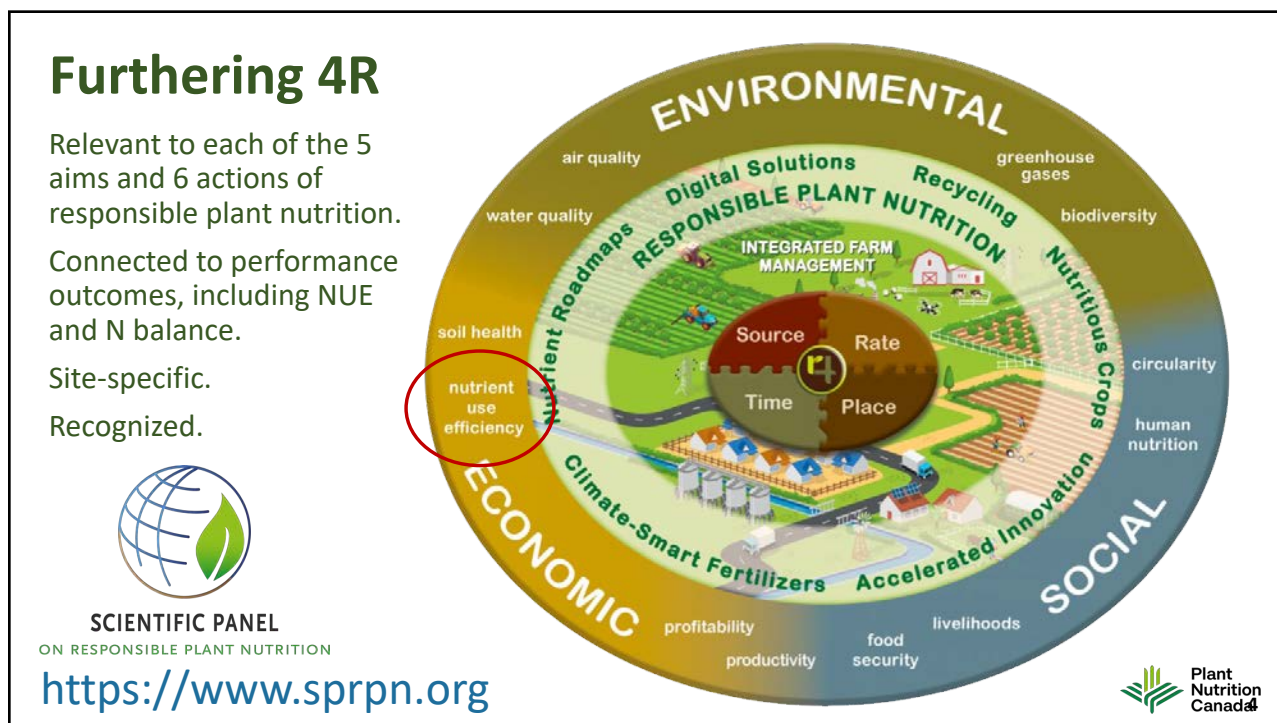 Furthering 4R
Relevant to each of the 5
aims and 6 actions of
responsible plant nutrition.
Connected to performance
outcomes, including NUE
and N balance.
Site-specific.
Recognized.
SCIENTIFIC PANEL
ON RESPONSIBLE PLANT NUTRITION
https://www.sprpn.org
ENVIRONMENTAL
air quality
water quality
soil health
nutrient
use
efficiency
greenhouse
gases
biodiversity
ECONOMIC
profitability
productivity
SOCIAL
circularity
human
nutrition
livelihoods
food
security
Nutrient Roadmaps
Digital Solutions
Recycling
Nutritious Crops
Accelerated Innovation
Climate-Smart Fertilizers
RESPONSIBLE PLANT NUTRITION
INTEGRATED FARM
MANAGEMENT
Source
Rate
r4
Time
Place
Plant
Nutrition
Canada
4